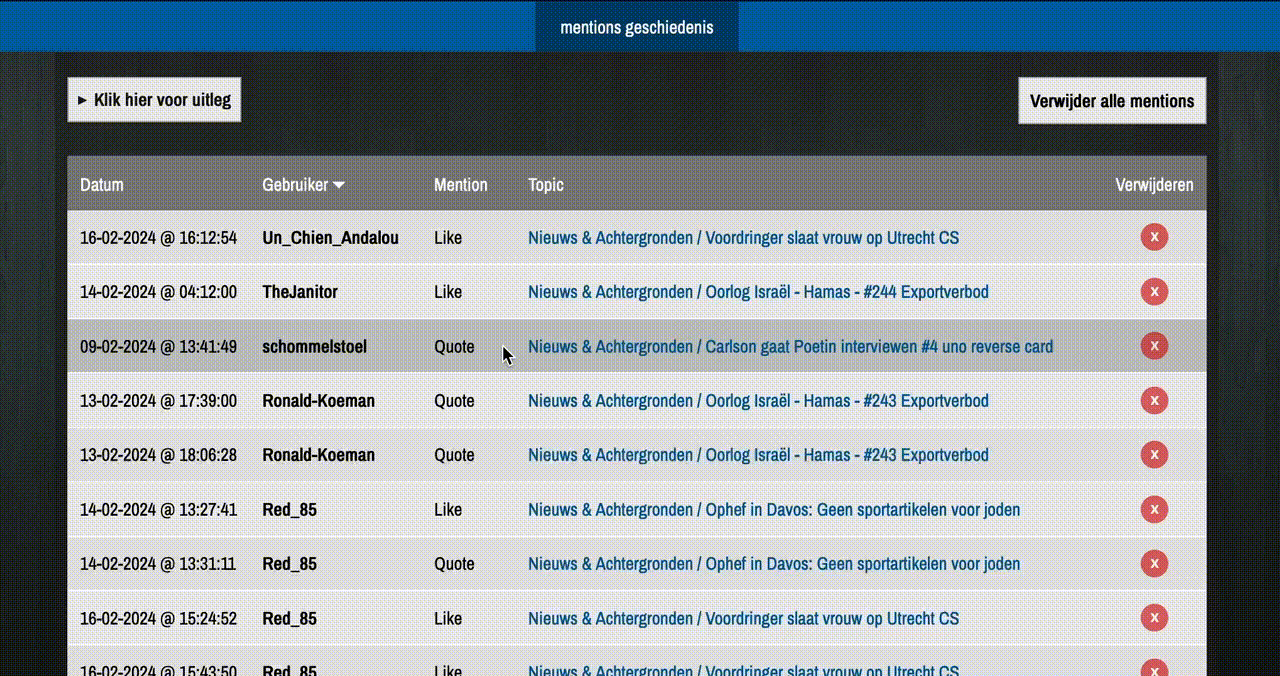 mentions geschiedenis
► Klik hier voor uitleg
Verwijder alle mentions
Datum Gebruiker Mention Topic Verwijderen
16-02-2024 @ 16:12:54 Un_Chien_Andalou Like Nieuws & Achtergronden / Voordringer slaat vrouw op Utrecht CS X
14-02-2024 @ 04:12:00 TheJanitor Like Nieuws & Achtergronden / Oorlog Israël - Hamas - #244 Exportverbod X
09-02-2024 @ 13:41:49 schommelstoel Quote Nieuws & Achtergronden / Carlson gaat Poetin interviewen #4 uno reverse card X
13-02-2024 @ 17:39:00 Ronald-Koeman Quote Nieuws & Achtergronden / Oorlog Israël - Hamas - #243 Exportverbod X
13-02-2024 @ 18:06:28 Ronald-Koeman Quote Nieuws & Achtergronden / Oorlog Israël - Hamas - #243 Exportverbod X
14-02-2024 @ 13:27:41 Red_85 Like Nieuws & Achtergronden / Ophef in Davos: Geen sportartikelen voor joden X
14-02-2024 @ 13:31:11 Red_85 Quote Nieuws & Achtergronden / Ophef in Davos: Geen sportartikelen voor joden X
16-02-2024 @ 15:24:52 Red_85 Like Nieuws & Achtergronden / Voordringer slaat vrouw op Utrecht CS X
16-02-2024 @ 15:43:50 Red_85 Like Nieuws & Achtergronden / Voordringer slaat vrouw op Utrecht CS X